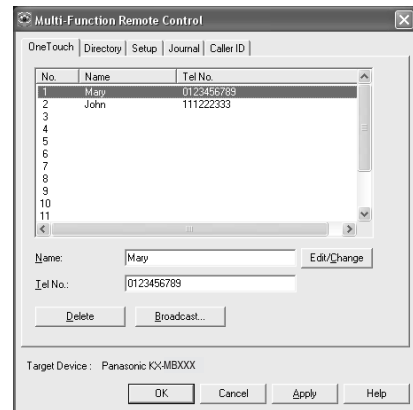 Multi-Function Remote Control
OneTouch Directory Setup Journal Caller ID
No. Name Tel No.
1 Mary 0123456789
2 John 111222333
3
4
5
6
7
8
9
10
11
Name: Mary Edit/Change
Tel No.: 0123456789
Delete Broadcast...
Target Device : Panasonic KX-MBXXX
OK Cancel Apply Help